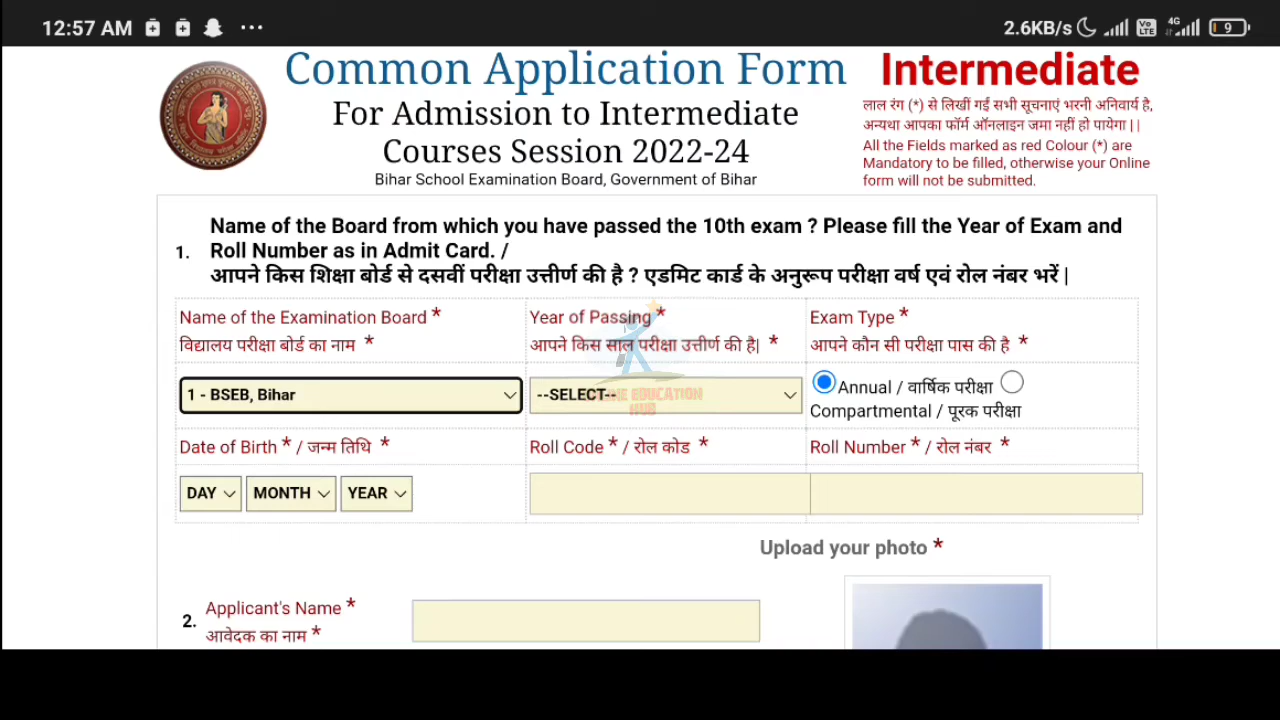 12:57 AM
2.6KB/s
Vo LTE
4G
9
Common Application Form
For Admission to Intermediate
Courses Session 2022-24
Bihar School Examination Board, Government of Bihar
Intermediate
लाल रंग (*) से लिखीं गईं सभी सूचनाएं भरनी अनिवार्य है,
अन्यथा आपका फॉर्म ऑनलाइन जमा नहीं हो पायेगा ||
All the Fields marked as red Colour (*) are
Mandatory to be filled, otherwise your Online
form will not be submitted.
Name of the Board from which you have passed the 10th exam ? Please fill the Year of Exam and
1. Roll Number as in Admit Card. /
आपने किस शिक्षा बोर्ड से दसवीं परीक्षा उत्तीर्ण की है ? एडमिट कार्ड के अनुरूप परीक्षा वर्ष एवं रोल नंबर भरें |
Name of the Examination Board *
विद्यालय परीक्षा बोर्ड का नाम *
Year of Passing *
आपने किस साल परीक्षा उत्तीर्ण की है| *
Exam Type *
आपने कौन सी परीक्षा पास की है *
1 - BSEB, Bihar
--SELECT--
ONLINE EDUCATION
HUB
Annual / वार्षिक परीक्षा
Compartmental / पूरक परीक्षा
Date of Birth * / जन्म तिथि *
Roll Code * / रोल कोड *
Roll Number * / रोल नंबर *
DAY MONTH YEAR
Upload your photo *
2. Applicant's Name *
आवेदक का नाम *